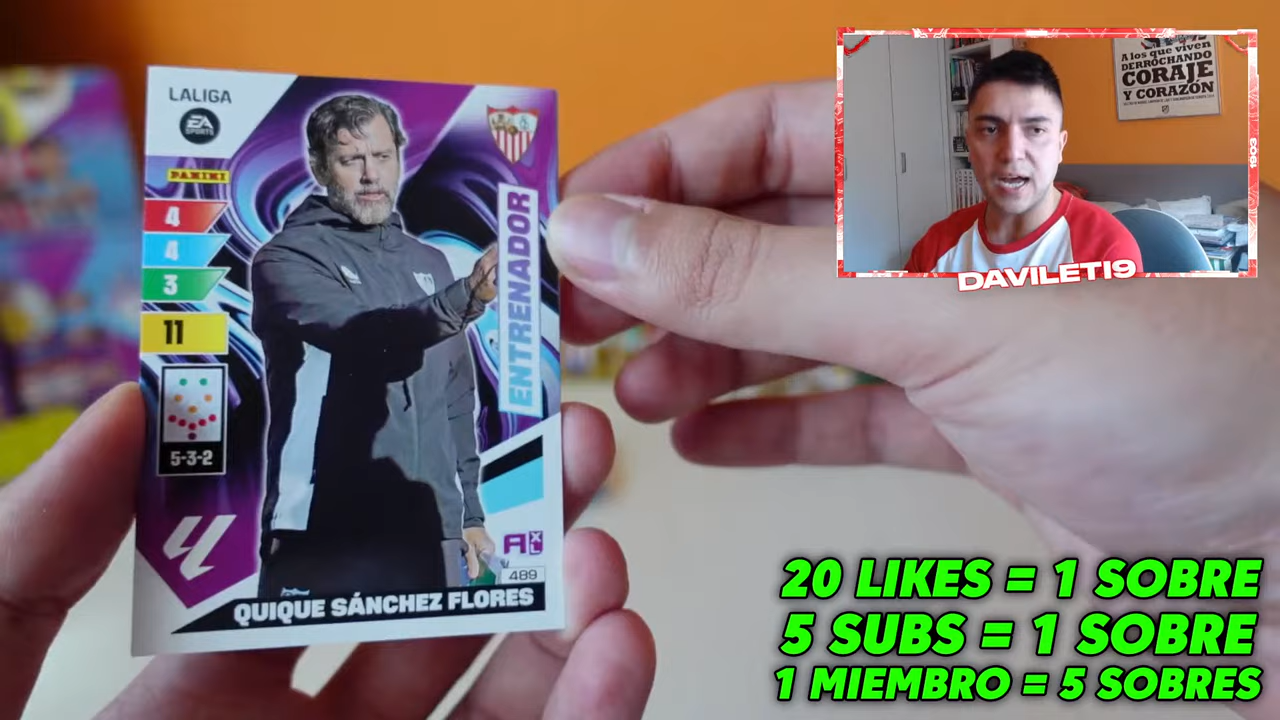 LALIGA
EA
SPORTS
PANINI
4
4
3
11
5-3-2
ENTRENADOR
489
QUIQUE SÁNCHEZ FLORES
A los que viven
DERROCHANDO
CORAJE
Y CORAZÓN
1903
DAVILETI9
20 LIKES = 1 SOBRE
5 SUBS = 1 SOBRE
1 MIEMBRO = 5 SOBRES